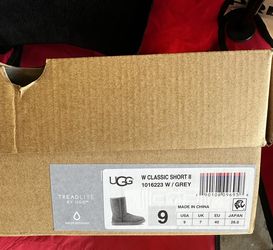 TREADLITE
BY UGG™
UGG
W CLASSIC SHORT II
1016223 W / GREY
9
MADE IN CHINA
USA UK EU JAPAN
9 7 40 26.0